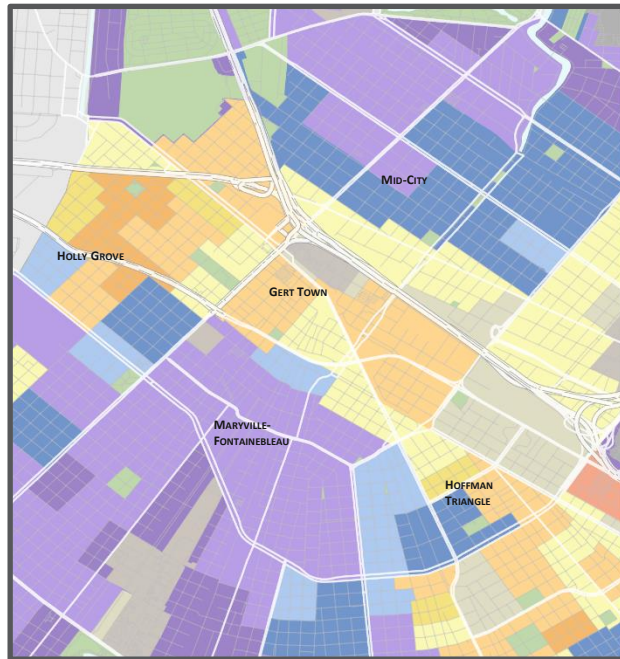 MID-CITY
HOLLY GROVE
GERT TOWN
MARYVILLE-
FONTAINEBLEAU
HOFFMAN
TRIANGLE